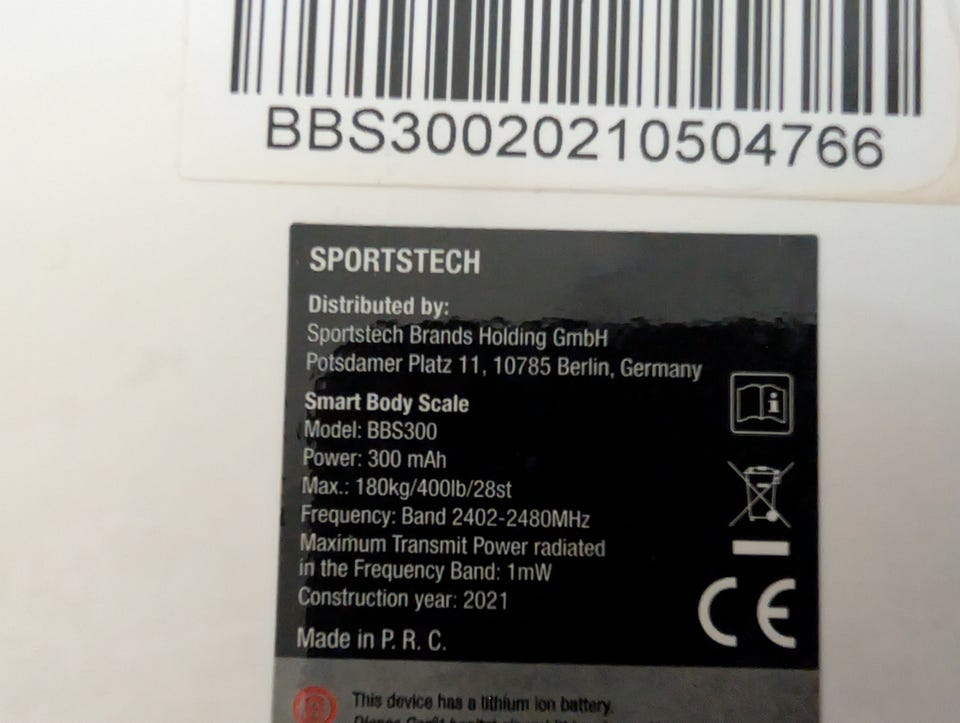 BBS30020210504766
SPORTSTECH
Distributed by:
Sportstech Brands Holding GmbH
Potsdamer Platz 11, 10785 Berlin, Germany
Smart Body Scale
Model: BBS300
Power: 300 mAh
Max.: 180kg/400lb/28st
Frequency: Band 2402-2480MHz
Maximum Transmit Power radiated
in the Frequency Band: 1mW
Construction year: 2021
Made in P. R. C.
CE
This device has a lithium ion battery.